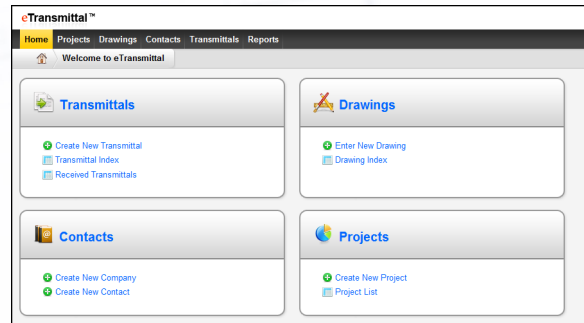 eTransmittal™
Home Projects Drawings Contacts Transmittals Reports
Welcome to eTransmittal
Transmittals
Create New Transmittal
Transmittal Index
Received Transmittals
Drawings
Enter New Drawing
Drawing Index
Contacts
Create New Company
Create New Contact
Projects
Create New Project
Project List